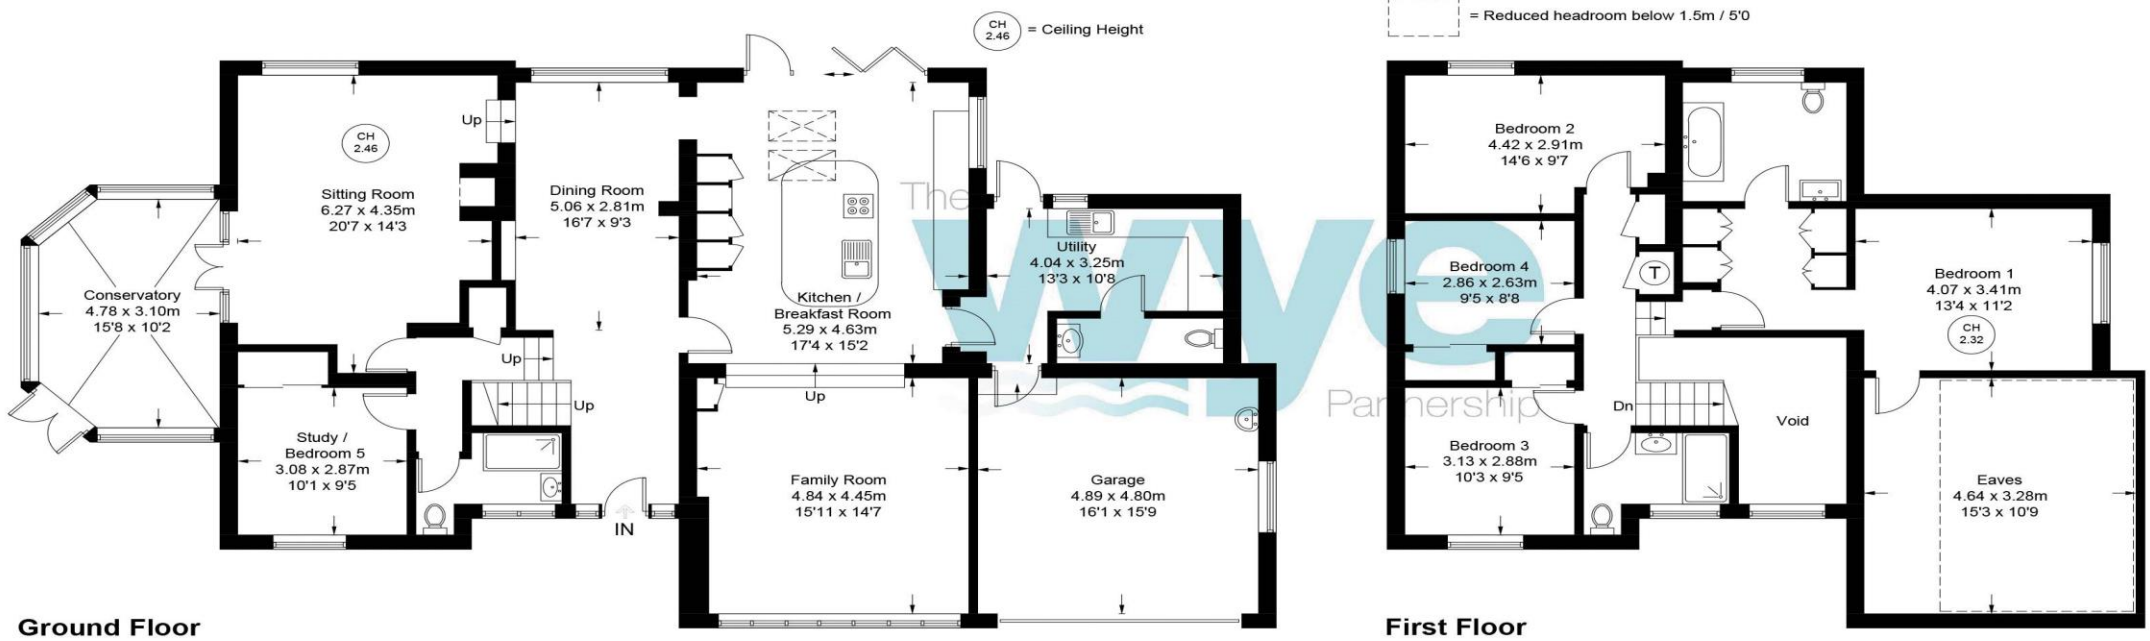 CH
2.46
= Ceiling Height
= Reduced headroom below 1.5m / 5'0
Up
CH
2.46
Sitting Room
6.27 x 4.35m
20'7 x 14'3
Dining Room
5.06 x 2.81m
16'7 x 9'3
Conservatory
4.78 x 3.10m
15'8 x 10'2
Kitchen /
Breakfast Room
5.29 x 4.63m
17'4 x 15'2
Utility
4.04 x 3.25m
13'3 x 10'8
Up
Up
Up
Study /
Bedroom 5
3.08 x 2.87m
10'1 x 9'5
IN
Family Room
4.84 x 4.45m
15'11 x 14'7
Garage
4.89 x 4.80m
16'1 x 15'9
Ground Floor
The
wye
Partnership
Bedroom 2
4.42 x 2.91m
14'6 x 9'7
Bedroom 4
2.86 x 2.63m
9'5 x 8'8
T
Bedroom 1
4.07 x 3.41m
13'4 x 11'2
CH
2.32
Dn
Void
Bedroom 3
3.13 x 2.88m
10'3 x 9'5
Eaves
4.64 x 3.28m
15'3 x 10'9
First Floor